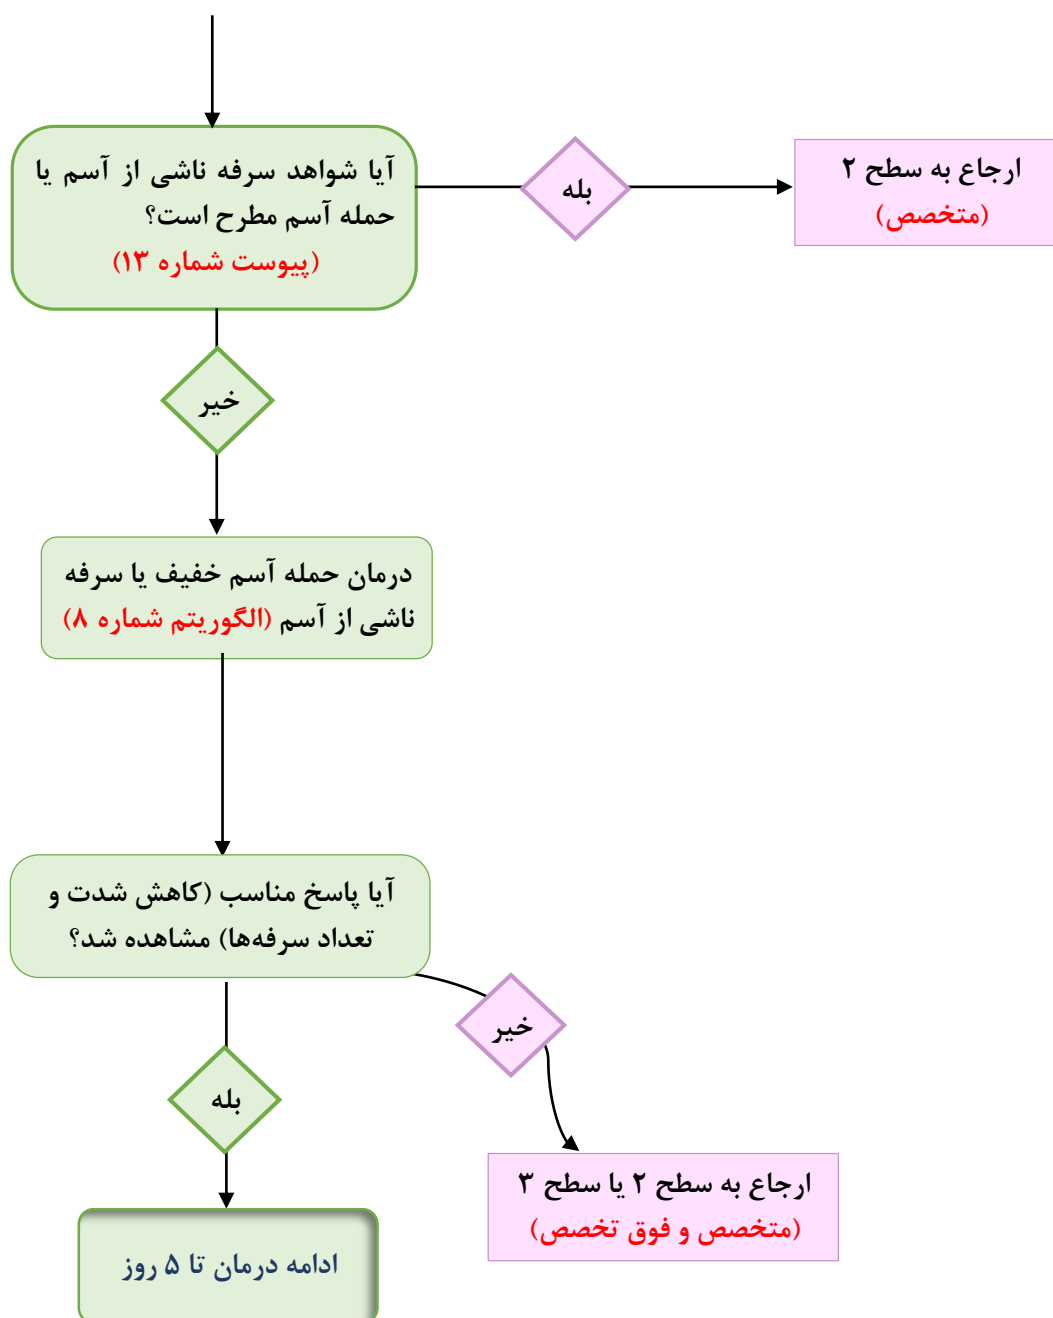 آیا شواهد سرفه ناشی از آسم یا
حمله آسم مطرح است؟
(پیوست شماره ۱۳)
بله
ارجاع به سطح ۲
(متخصص)
خیر
درمان حمله آسم خفیف یا سرفه
ناشی از آسم (الگوریتم شماره ۸)
آیا پاسخ مناسب (کاهش شدت و
تعداد سرفه‌ها) مشاهده شد؟
خیر
بله
ارجاع به سطح ۲ یا سطح ۳
(متخصص و فوق تخصص)
ادامه درمان تا ۵ روز